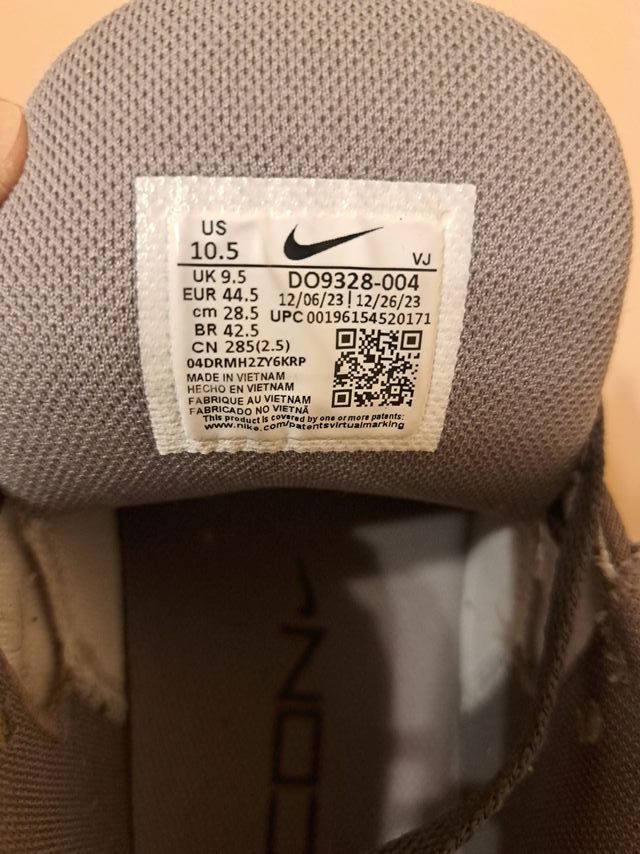 US
10.5
VJ
UK 9.5
DO9328-004
EUR 44.5
12/06/23 | 12/26/23
cm 28.5
UPC 00196154520171
BR 42.5
CN 285(2.5)
04DRMH2ZY6KRP
MADE IN VIETNAM
HECHO EN VIETNAM
FABRIQUE AU VIETNAM
FABRICADO NO VIETNÃ
This product is covered by one or more patents:
www.nike.com/patentsvirtualmarking
CON